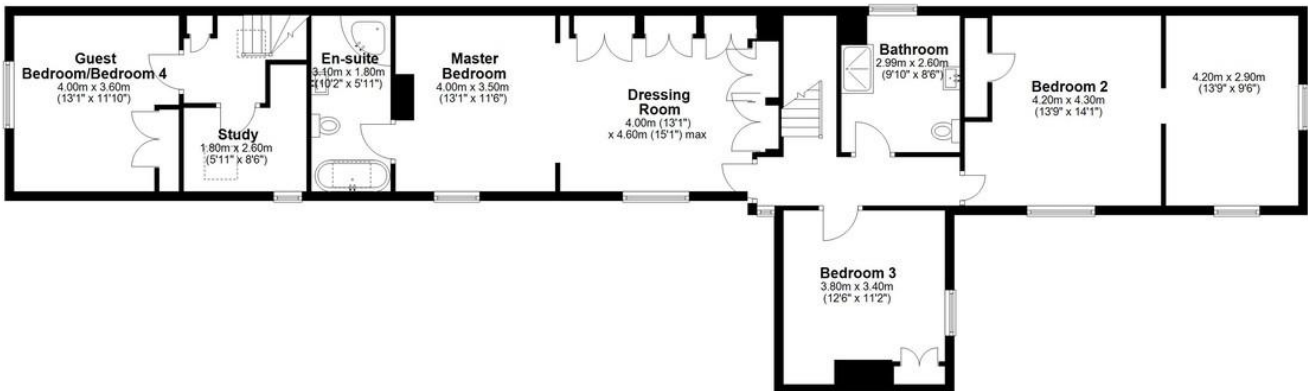 Guest
Bedroom/Bedroom 4
4.00m x 3.60m
(13'1" x 11'10")
Study
1.80m x 2.60m
(5'11" x 8'6")
En-suite
3.10m x 1.80m
(10'2" x 5'11")
Master
Bedroom
4.00m x 3.50m
(13'1" x 11'6")
Dressing
Room
4.00m (13'1")
x 4.60m (15'1") max
Bathroom
2.99m x 2.60m
(9'10" x 8'6")
Bedroom 2
4.20m x 4.30m
(13'9" x 14'1")
4.20m x 2.90m
(13'9" x 9'6")
Bedroom 3
3.80m x 3.40m
(12'6" x 11'2")